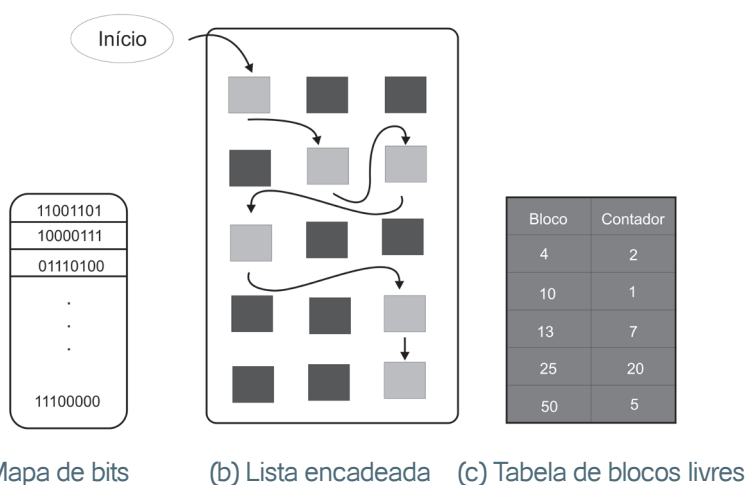 Início
11001101
10000111
01110100
.
.
.
11100000
Bloco Contador
4 2
10 1
13 7
25 20
50 5
Mapa de bits
(b) Lista encadeada
(c) Tabela de blocos livres